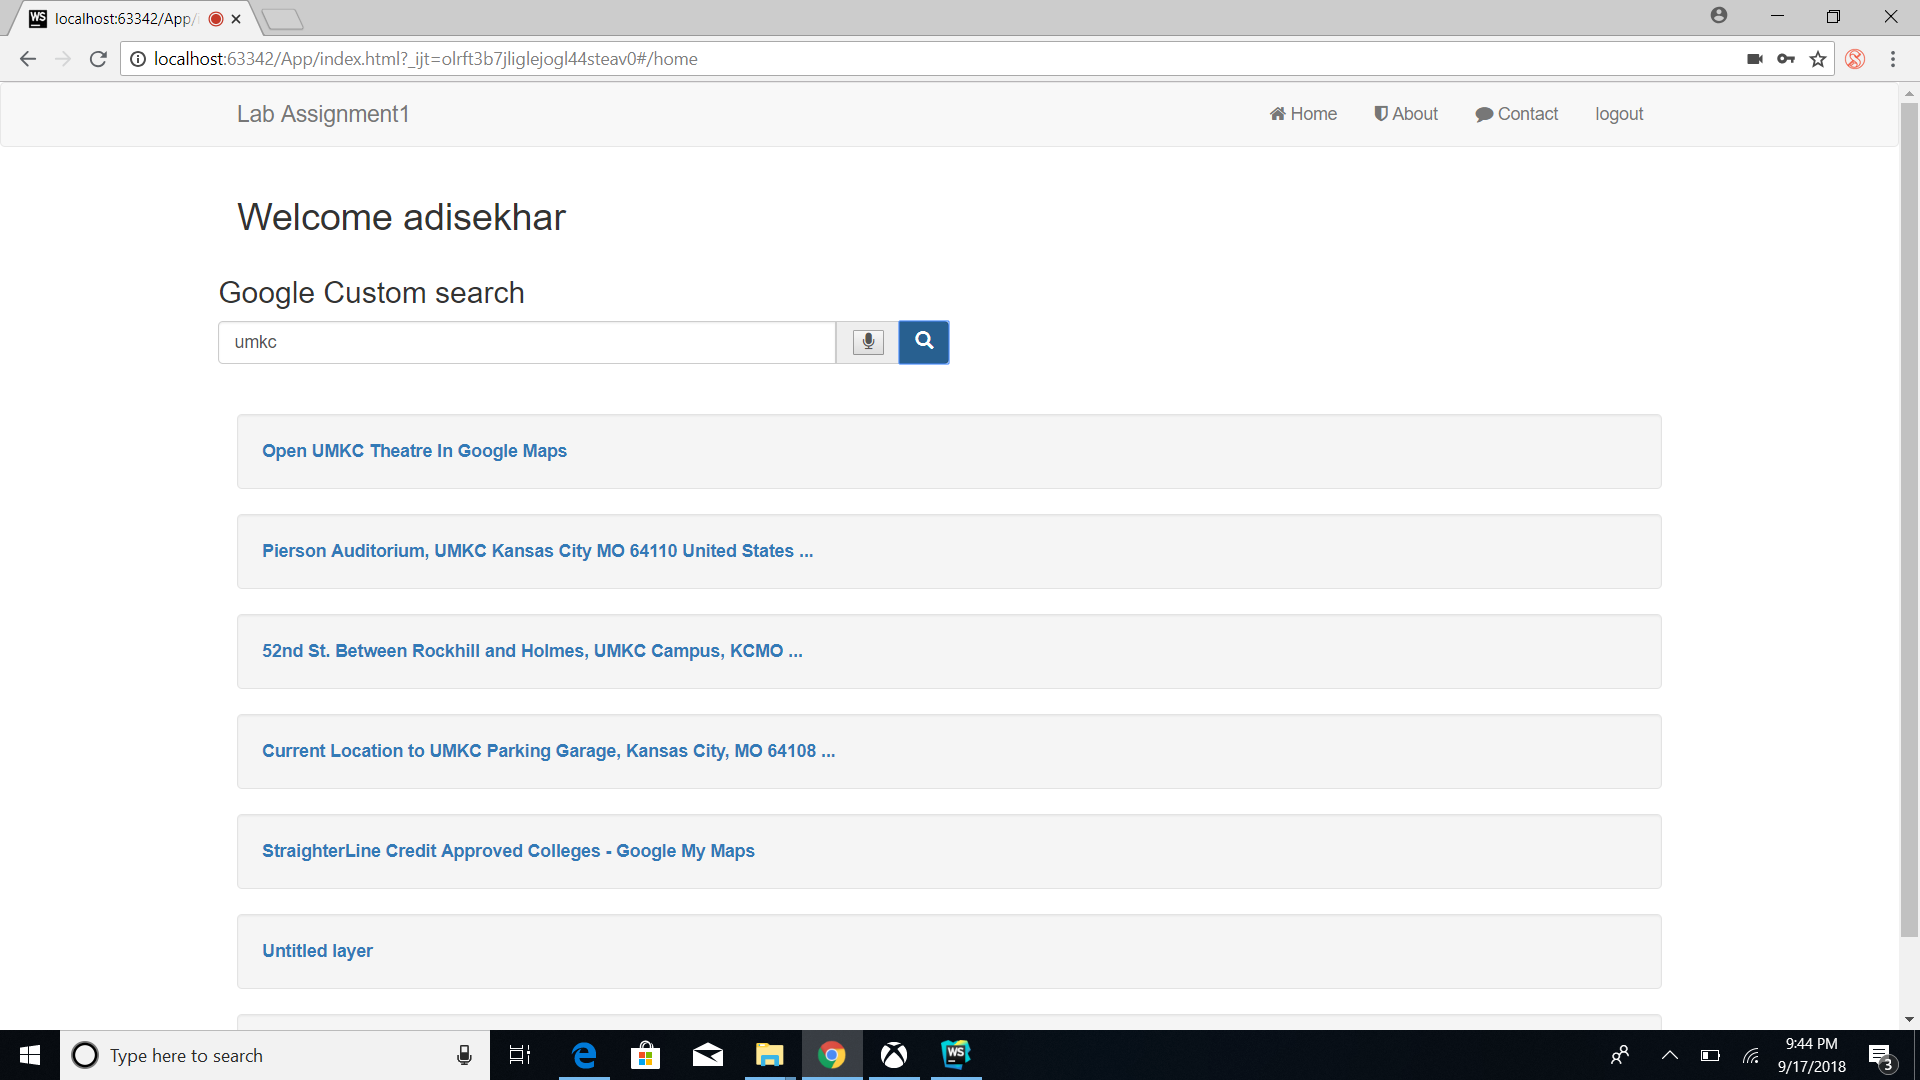 WS localhost:63342/App/i
localhost:63342/App/index.html?_ijt=olrft3b7jliglejogl44steav0#/home
Lab Assignment1
Home About Contact logout
Welcome adisekhar
Google Custom search
umkc
Open UMKC Theatre In Google Maps
Pierson Auditorium, UMKC Kansas City MO 64110 United States ...
52nd St. Between Rockhill and Holmes, UMKC Campus, KCMO ...
Current Location to UMKC Parking Garage, Kansas City, MO 64108 ...
StraighterLine Credit Approved Colleges - Google My Maps
Untitled layer
Type here to search
WS
9:44 PM
9/17/2018
3